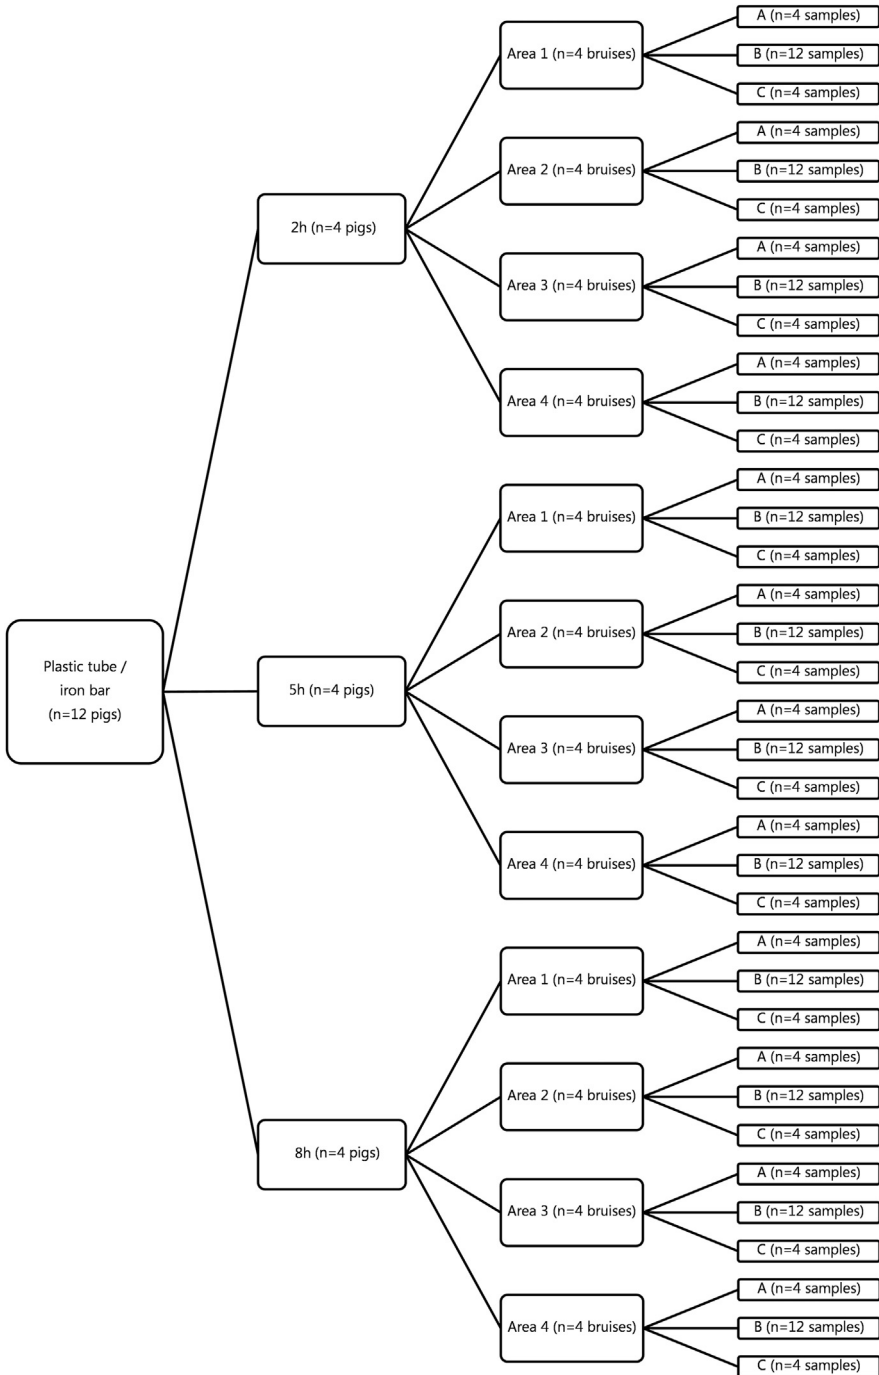 Plastic tube /
iron bar
(n=12 pigs)
2h (n=4 pigs)
Area 1 (n=4 bruises)
A (n=4 samples)
B (n=12 samples)
C (n=4 samples)
Area 2 (n=4 bruises)
A (n=4 samples)
B (n=12 samples)
C (n=4 samples)
Area 3 (n=4 bruises)
A (n=4 samples)
B (n=12 samples)
C (n=4 samples)
Area 4 (n=4 bruises)
A (n=4 samples)
B (n=12 samples)
C (n=4 samples)
5h (n=4 pigs)
Area 1 (n=4 bruises)
A (n=4 samples)
B (n=12 samples)
C (n=4 samples)
Area 2 (n=4 bruises)
A (n=4 samples)
B (n=12 samples)
C (n=4 samples)
Area 3 (n=4 bruises)
A (n=4 samples)
B (n=12 samples)
C (n=4 samples)
Area 4 (n=4 bruises)
A (n=4 samples)
B (n=12 samples)
C (n=4 samples)
8h (n=4 pigs)
Area 1 (n=4 bruises)
A (n=4 samples)
B (n=12 samples)
C (n=4 samples)
Area 2 (n=4 bruises)
A (n=4 samples)
B (n=12 samples)
C (n=4 samples)
Area 3 (n=4 bruises)
A (n=4 samples)
B (n=12 samples)
C (n=4 samples)
Area 4 (n=4 bruises)
A (n=4 samples)
B (n=12 samples)
C (n=4 samples)